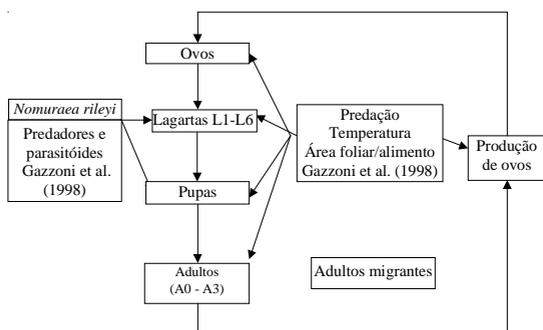 Ovos
Nomuraea rileyi
Predadores e
parasitóides
Gazzoni et al.
(1998)
Lagartas L1-L6
Predação
Temperatura
Área foliar/alimento
Gazzoni et al. (1998)
Produção
de ovos
Pupas
Adultos
(A0 - A3)
Adultos migrantes